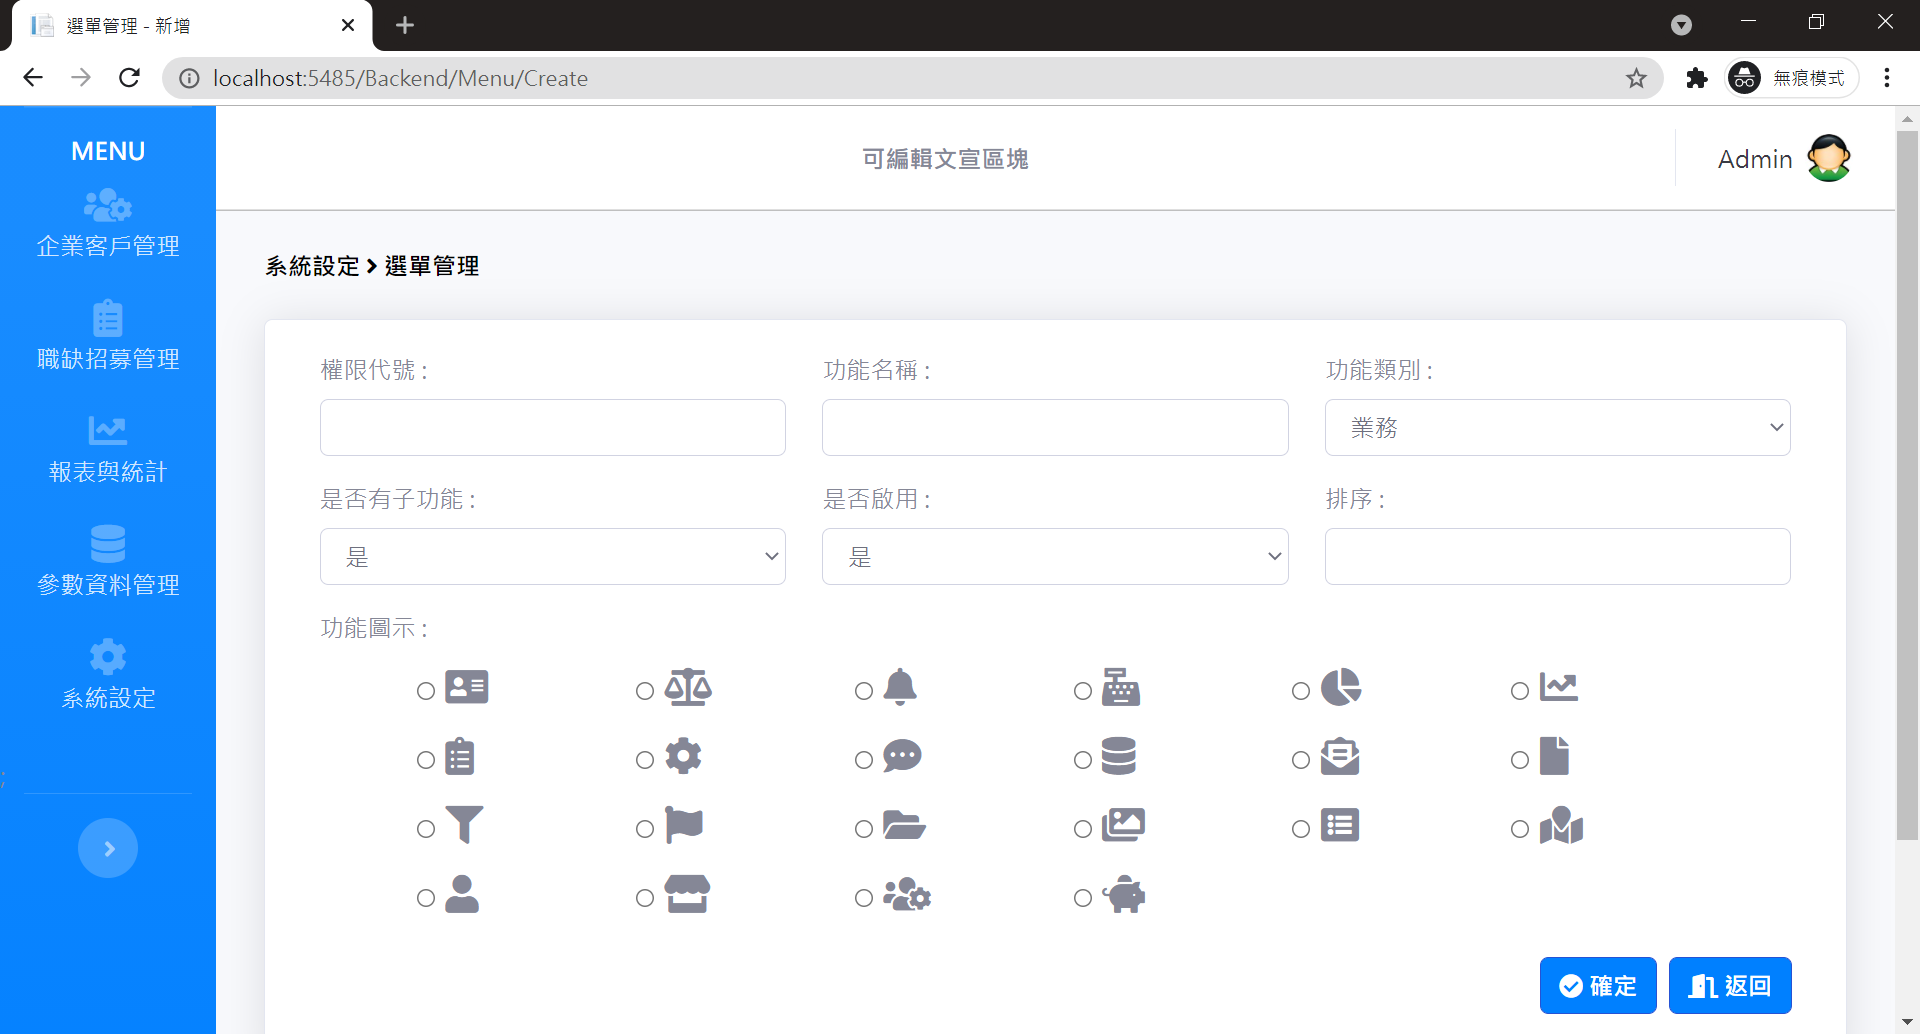 選單管理 - 新增
localhost:5485/Backend/Menu/Create
無痕模式
MENU
企業客戶管理
職缺招募管理
報表與統計
參數資料管理
系統設定
;
可編輯文宣區塊
Admin
系統設定 > 選單管理
權限代號 :
功能名稱 :
功能類別 :
業務
是否有子功能 :
是否啟用 :
排序 :
是
是
功能圖示 :
確定
返回